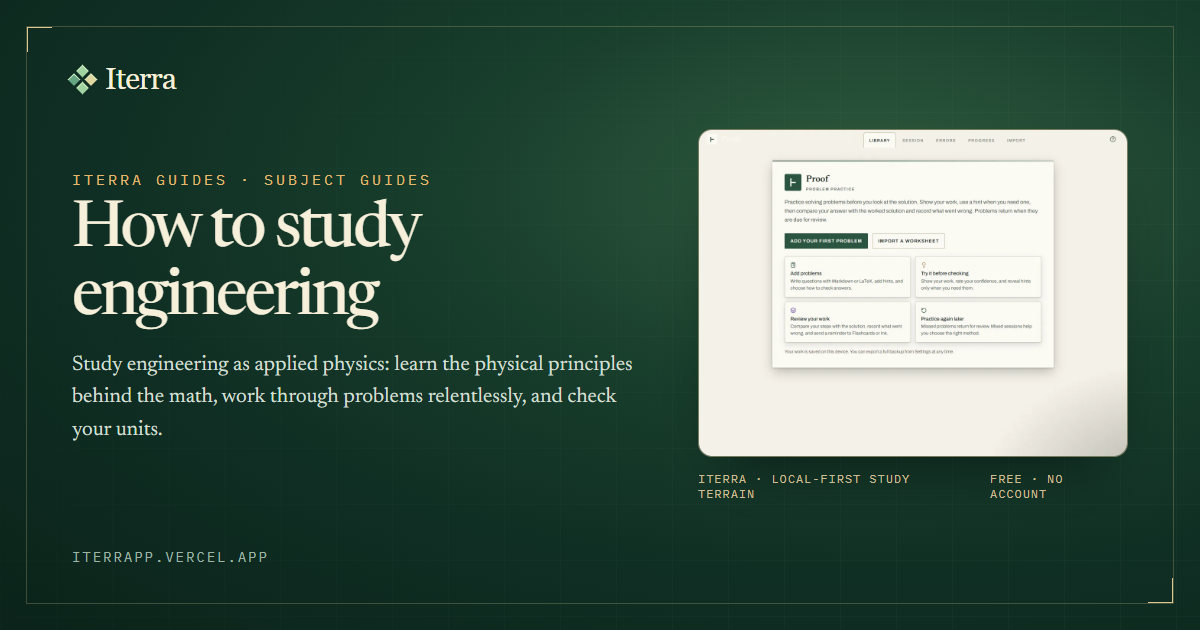 Iterra
ITERRA GUIDES · SUBJECT GUIDES
How to study
engineering
Study engineering as applied physics: learn the physical principles
behind the math, work through problems relentlessly, and check
your units.
ITERRAPP.VERCEL.APP
LIBRARY SESSION ERRORS PROGRESS IMPORT
Proof
PROBLEM PRACTICE
Practice solving problems before you look at the solution. Show your work, use a hint when you need one,
then compare your answer with the worked solution and record what went wrong. Problems return when they
are due for review.
ADD YOUR FIRST PROBLEM IMPORT A WORKSHEET
Add problems
Write questions with Markdown or LaTeX, add hints, and
choose how to check answers.
Try it before checking
Show your work, rate your confidence, and reveal hints
only when you need them.
Review your work
Compare your steps with the solution, record what went
wrong, and send a reminder to Flashcards or Ink.
Practice again later
Missed problems return for review. Mixed sessions help
you choose the right method.
Your work is saved on this device. You can export a full backup from Settings at any time.
ITERRA · LOCAL-FIRST STUDY
TERRAIN
FREE · NO
ACCOUNT